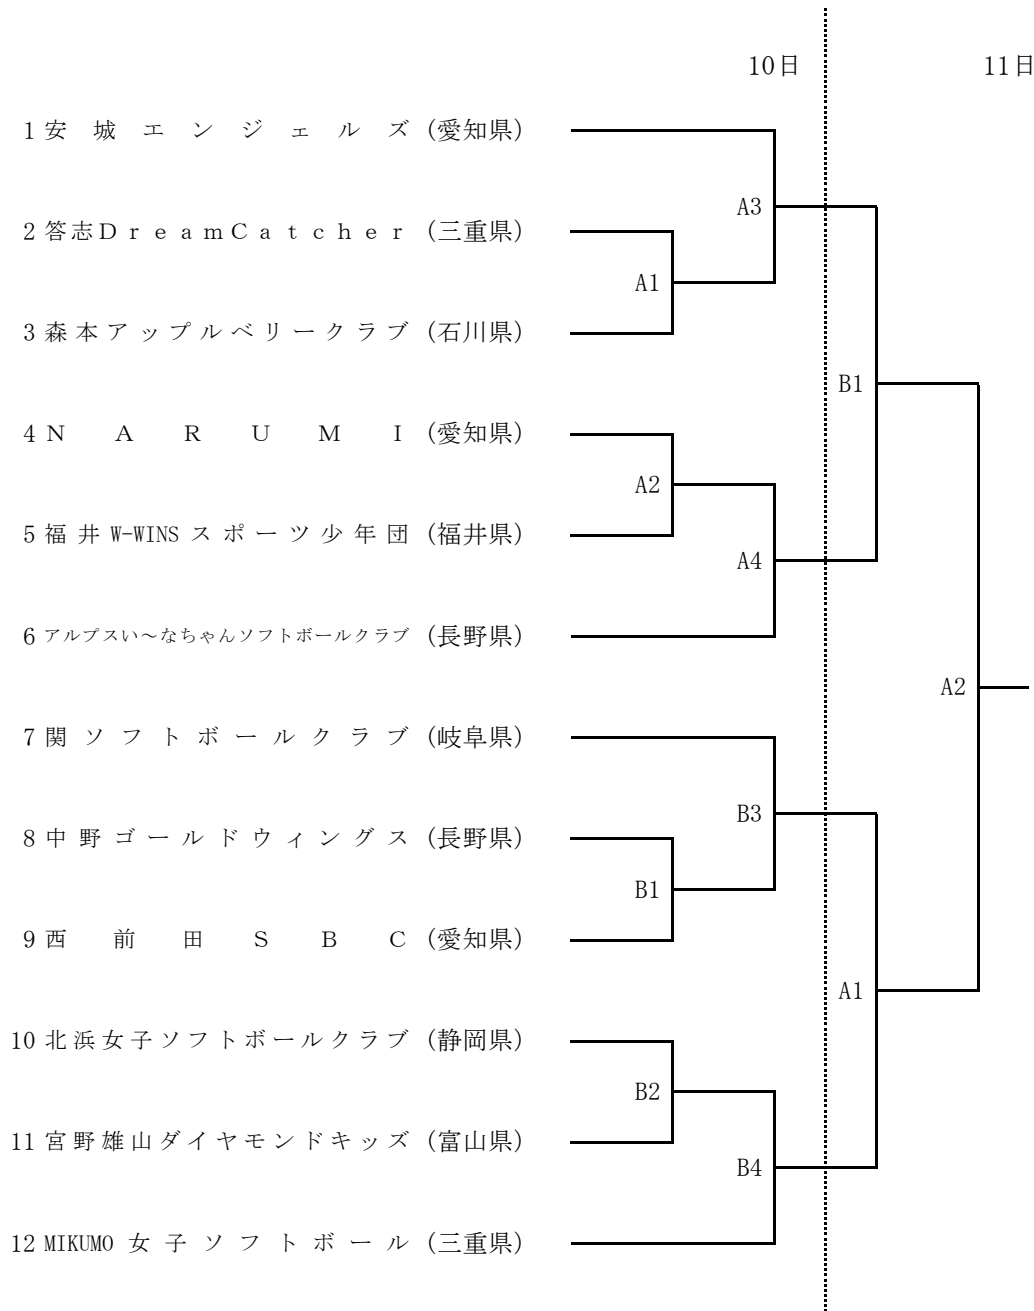 10日 11日
1 安城エンジェルズ (愛知県)
A3
2 答志ＤｒｅａｍＣａｔｃｈｅｒ (三重県)
A1
3 森本アップルベリークラブ (石川県)
B1
4 ＮＡＲＵＭＩ (愛知県)
A2
5 福井W-WINSスポーツ少年団 (福井県)
A4
6 アルプスい～なちゃんソフトボールクラブ (長野県)
A2
7 関ソフトボールクラブ (岐阜県)
B3
8 中野ゴールドウィングス (長野県)
B1
9 西前田ＳＢＣ (愛知県)
A1
10 北浜女子ソフトボールクラブ (静岡県)
B2
11 宮野雄山ダイヤモンドキッズ (富山県)
B4
12 MIKUMO女子ソフトボール (三重県)